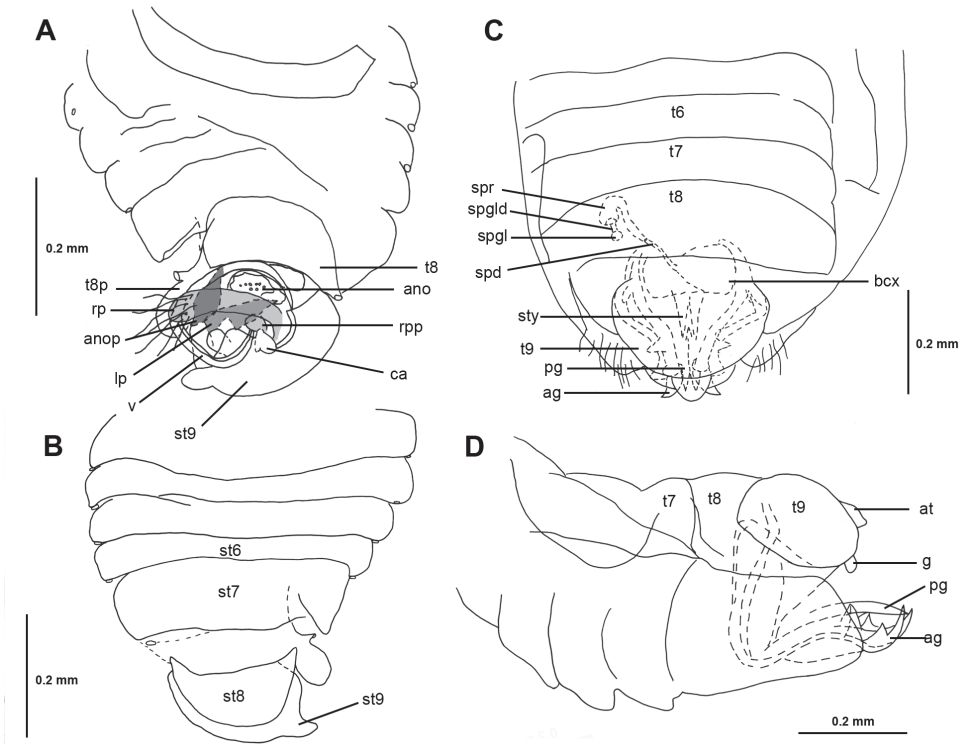 A
0.2 mm
t8p
rp
anop
lp
v
st9
t8
ano
rpp
ca
B
st6
st7
st8
st9
0.2 mm
C
t6
t7
t8
spr
spgld
spgl
spd
sty
t9
pg
ag
bcx
0.2 mm
D
t7
t8
t9
at
g
pg
ag
0.2 mm